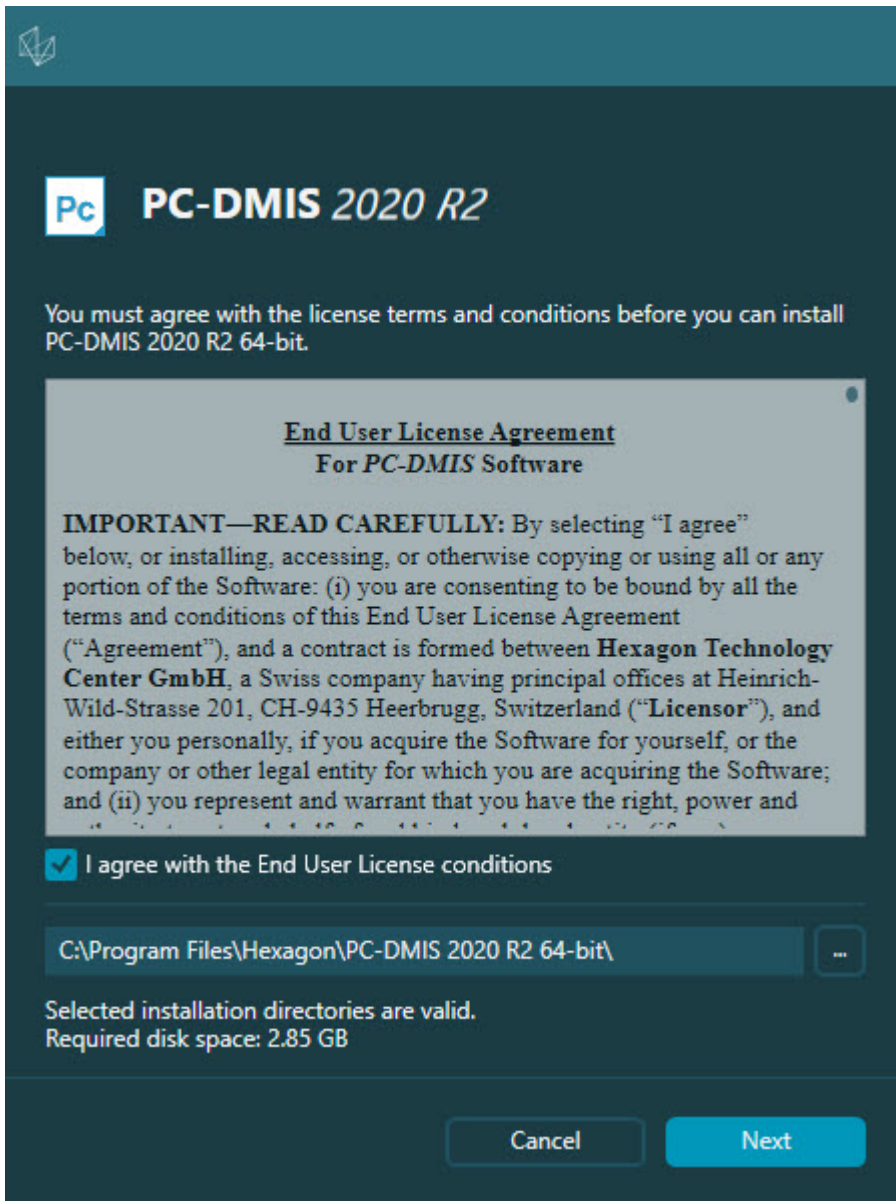 Pc PC-DMIS 2020 R2
You must agree with the license terms and conditions before you can install
PC-DMIS 2020 R2 64-bit.
End User License Agreement
For PC-DMIS Software
IMPORTANT—READ CAREFULLY: By selecting “I agree”
below, or installing, accessing, or otherwise copying or using all or any
portion of the Software: (i) you are consenting to be bound by all the
terms and conditions of this End User License Agreement
(“Agreement”), and a contract is formed between Hexagon Technology
Center GmbH, a Swiss company having principal offices at Heinrich-
Wild-Strasse 201, CH-9435 Heerbrugg, Switzerland (“Licensor”), and
either you personally, if you acquire the Software for yourself, or the
company or other legal entity for which you are acquiring the Software;
and (ii) you represent and warrant that you have the right, power and
I agree with the End User License conditions
C:\Program Files\Hexagon\PC-DMIS 2020 R2 64-bit\ ...
Selected installation directories are valid.
Required disk space: 2.85 GB
Cancel Next